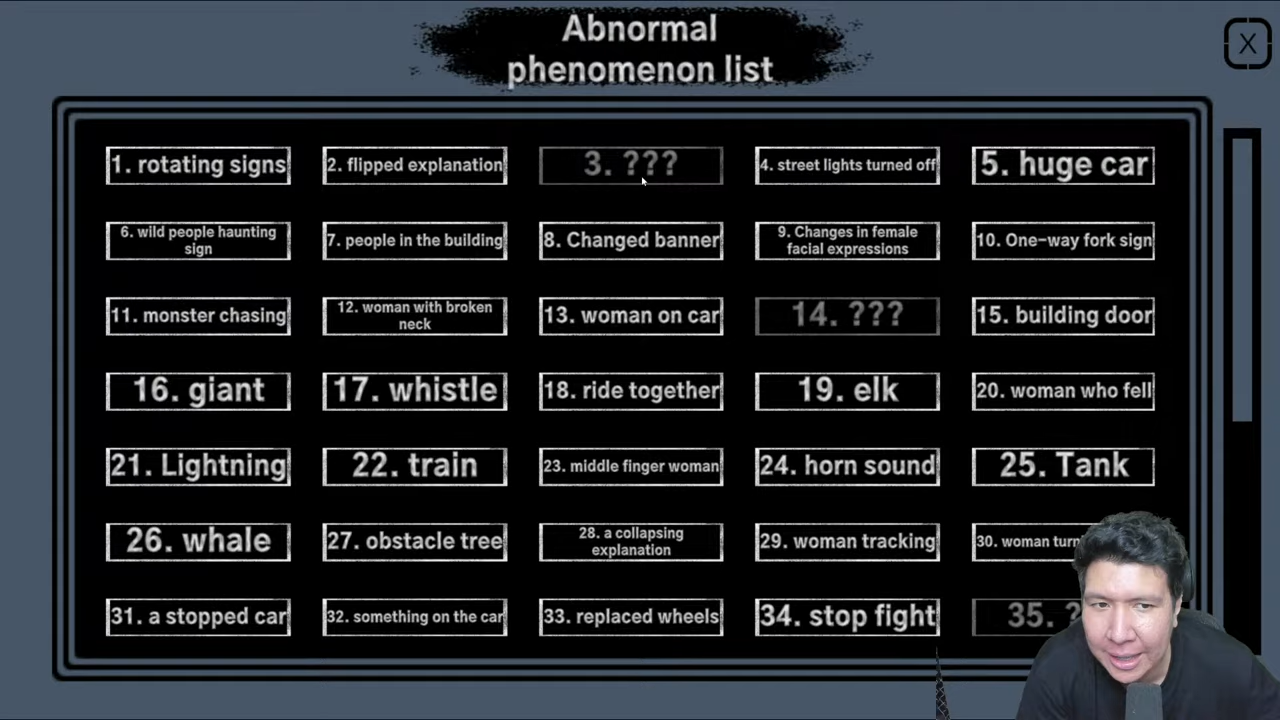 Abnormal
phenomenon list
X
1. rotating signs
2. flipped explanation
3. ???
4. street lights turned off
5. huge car
6. wild people haunting
sign
7. people in the building
8. Changed banner
9. Changes in female
facial expressions
10. One-way fork sign
11. monster chasing
12. woman with broken
neck
13. woman on car
14. ???
15. building door
16. giant
17. whistle
18. ride together
19. elk
20. woman who fell
21. Lightning
22. train
23. middle finger woman
24. horn sound
25. Tank
26. whale
27. obstacle tree
28. a collapsing
explanation
29. woman tracking
30. woman turn
31. a stopped car
32. something on the car
33. replaced wheels
34. stop fight
35. ?